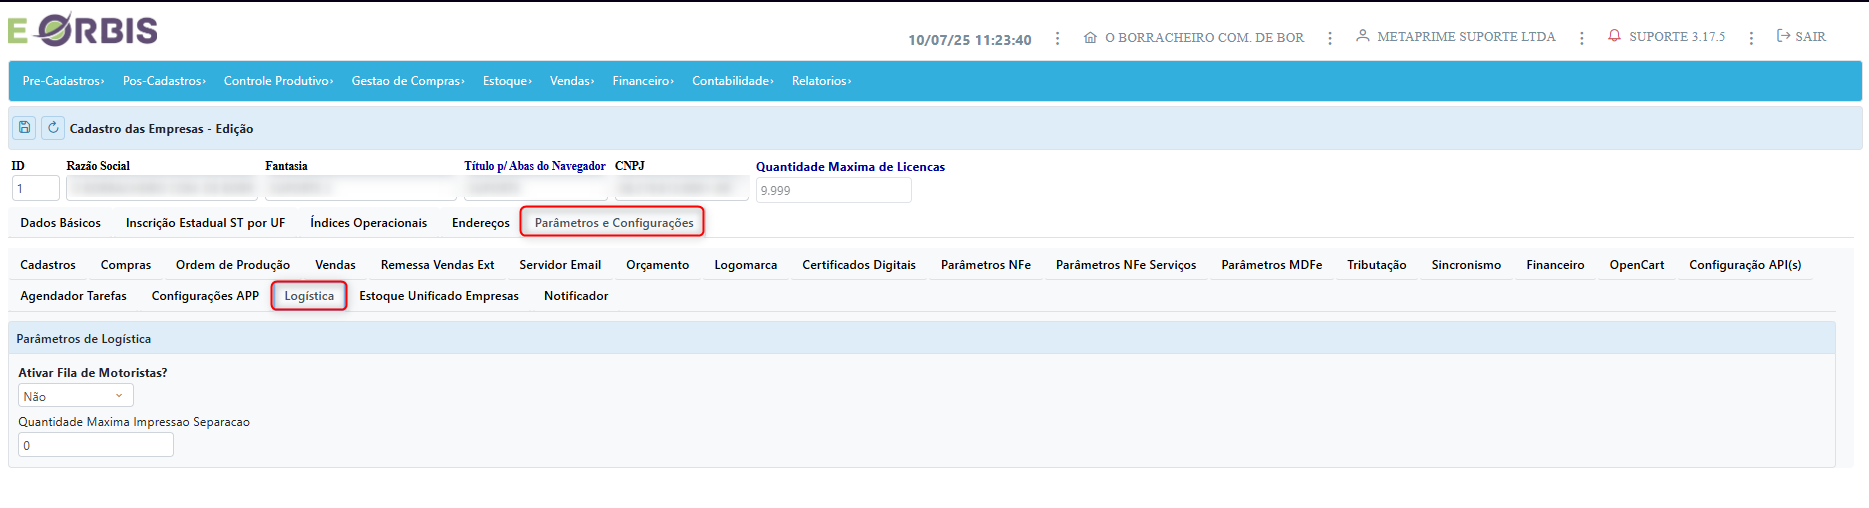 E ORBIS
10/07/25 11:23:40 O BORRACHEIRO COM. DE BOR METAPRIME SUPORTE LTDA SUPORTE 3.17.5 SAIR
Pre-Cadastros› Pos-Cadastros› Controle Produtivo› Gestao de Compras› Estoque› Vendas› Financeiro› Contabilidade› Relatorios›
Cadastro das Empresas - Edição
ID Razão Social Fantasia Título p/ Abas do Navegador CNPJ Quantidade Maxima de Licencas
1 9.999
Dados Básicos Inscrição Estadual ST por UF Índices Operacionais Endereços Parâmetros e Configurações
Cadastros Compras Ordem de Produção Vendas Remessa Vendas Ext Servidor Email Orçamento Logomarca Certificados Digitais Parâmetros NFe Parâmetros NFe Serviços Parâmetros MDFe Tributação Sincronismo Financeiro OpenCart Configuração API(s)
Agendador Tarefas Configurações APP Logística Estoque Unificado Empresas Notificador
Parâmetros de Logística
Ativar Fila de Motoristas?
Não
Quantidade Maxima Impressao Separacao
0